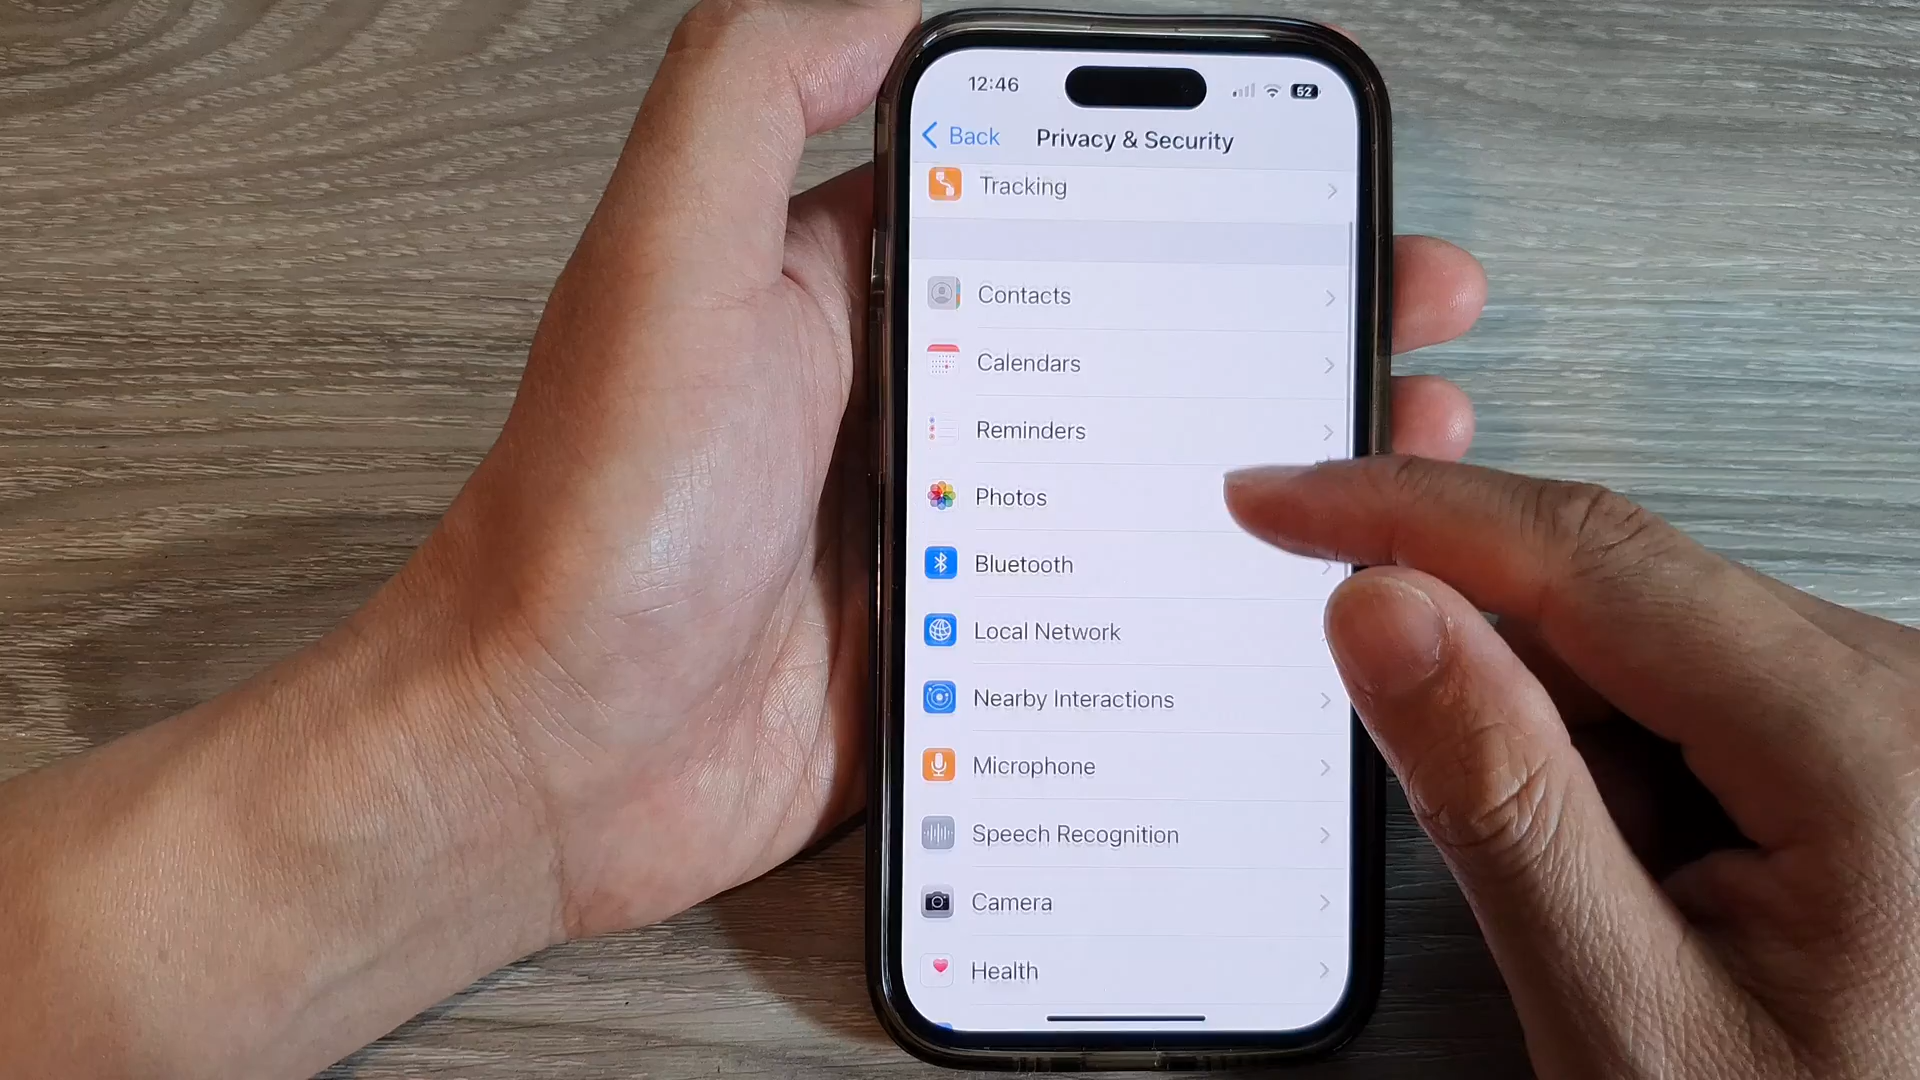 12:46
52
Back
Privacy & Security
Tracking
Contacts
Calendars
Reminders
Photos
Bluetooth
Local Network
Nearby Interactions
Microphone
Speech Recognition
Camera
Health